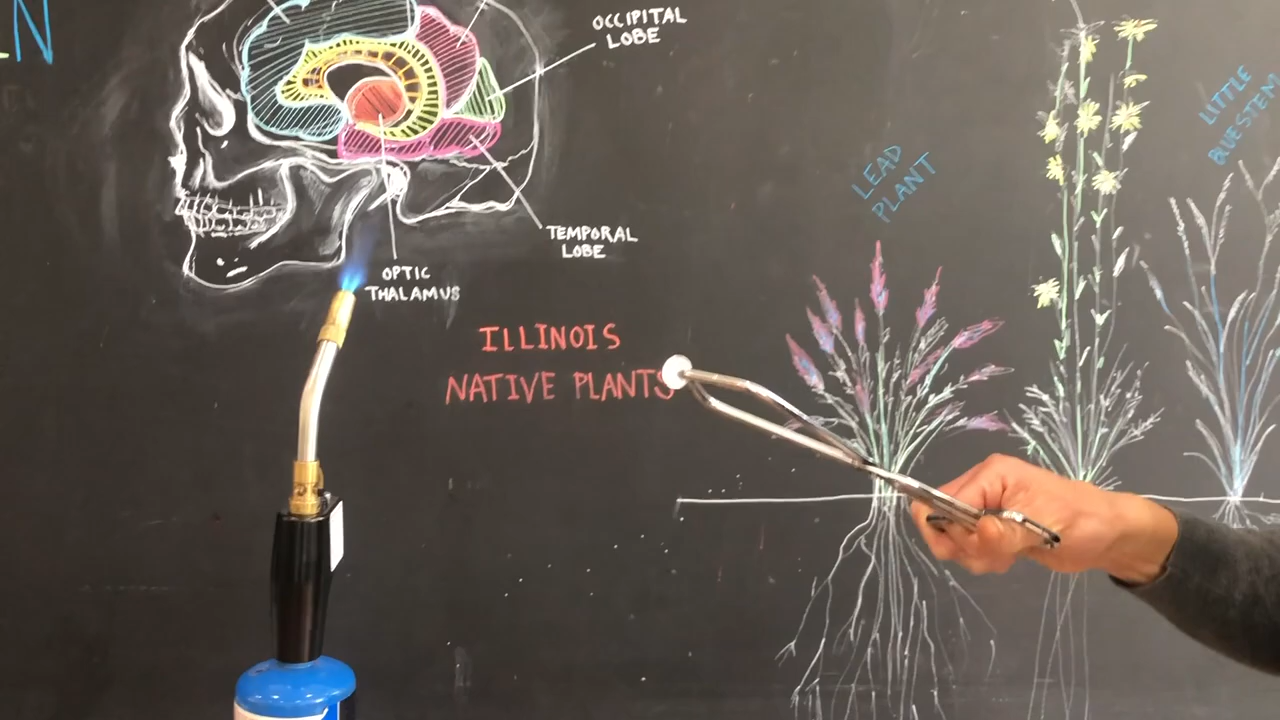 N
OCCIPITAL
LOBE
TEMPORAL
LOBE
OPTIC
THALAMUS
ILLINOIS
NATIVE PLANTS
LEAD
PLANT
LITTLE
BLUESTEM